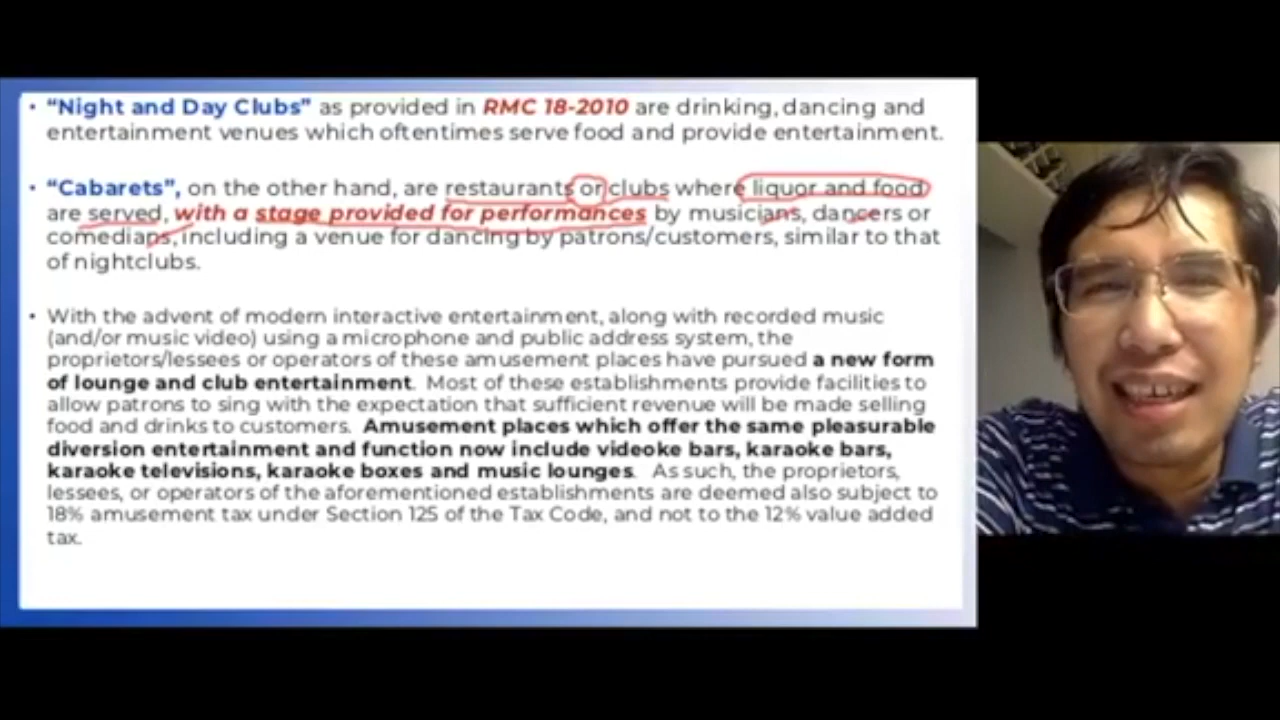 • “Night and Day Clubs” as provided in RMC 18-2010 are drinking, dancing and
entertainment venues which oftentimes serve food and provide entertainment.
• “Cabarets”, on the other hand, are restaurants or clubs where liquor and food
are served, with a stage provided for performances by musicians, dancers or
comedians, including a venue for dancing by patrons/customers, similar to that
of nightclubs.
• With the advent of modern interactive entertainment, along with recorded music
(and/or music video) using a microphone and public address system, the
proprietors/lessees or operators of these amusement places have pursued a new form
of lounge and club entertainment. Most of these establishments provide facilities to
allow patrons to sing with the expectation that sufficient revenue will be made selling
food and drinks to customers. Amusement places which offer the same pleasurable
diversion entertainment and function now include videoke bars, karaoke bars,
karaoke televisions, karaoke boxes and music lounges. As such, the proprietors,
lessees, or operators of the aforementioned establishments are deemed also subject to
18% amusement tax under Section 125 of the Tax Code, and not to the 12% value added
tax.